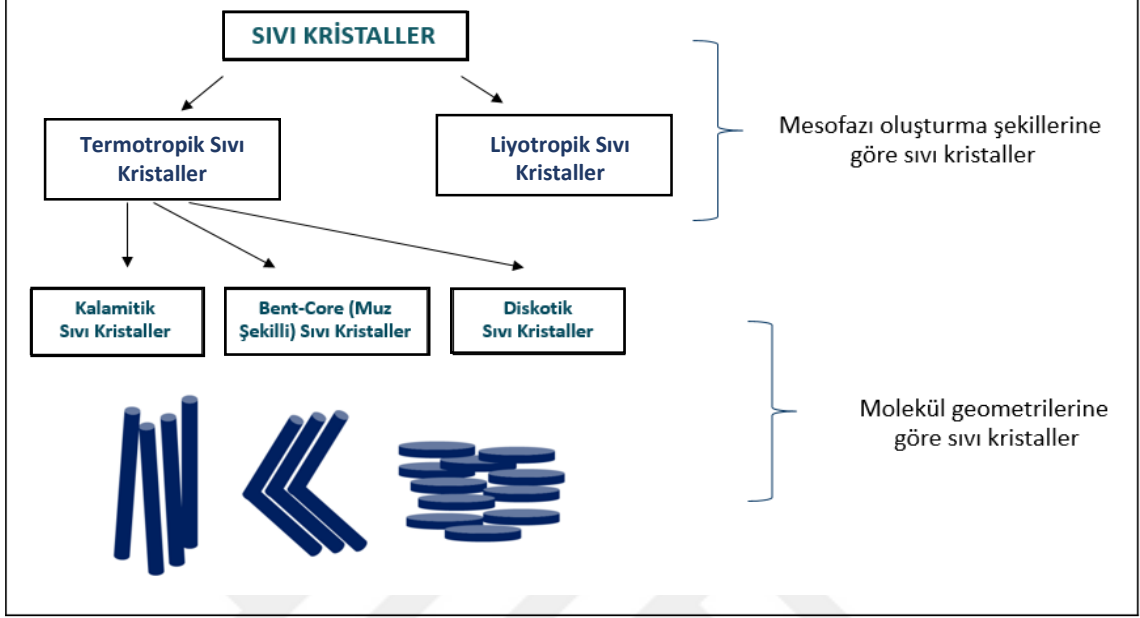 SIVI KRİSTALLER
Termotropik Sıvı
Kristaller
Liyotropik Sıvı
Kristaller
Mesofazı oluşturma şekillerine
göre sıvı kristaller
Kalamitik
Sıvı Kristaller
Bent-Core (Muz
Şekilli) Sıvı Kristaller
Diskotik
Sıvı Kristaller
Molekül geometrilerine
göre sıvı kristaller